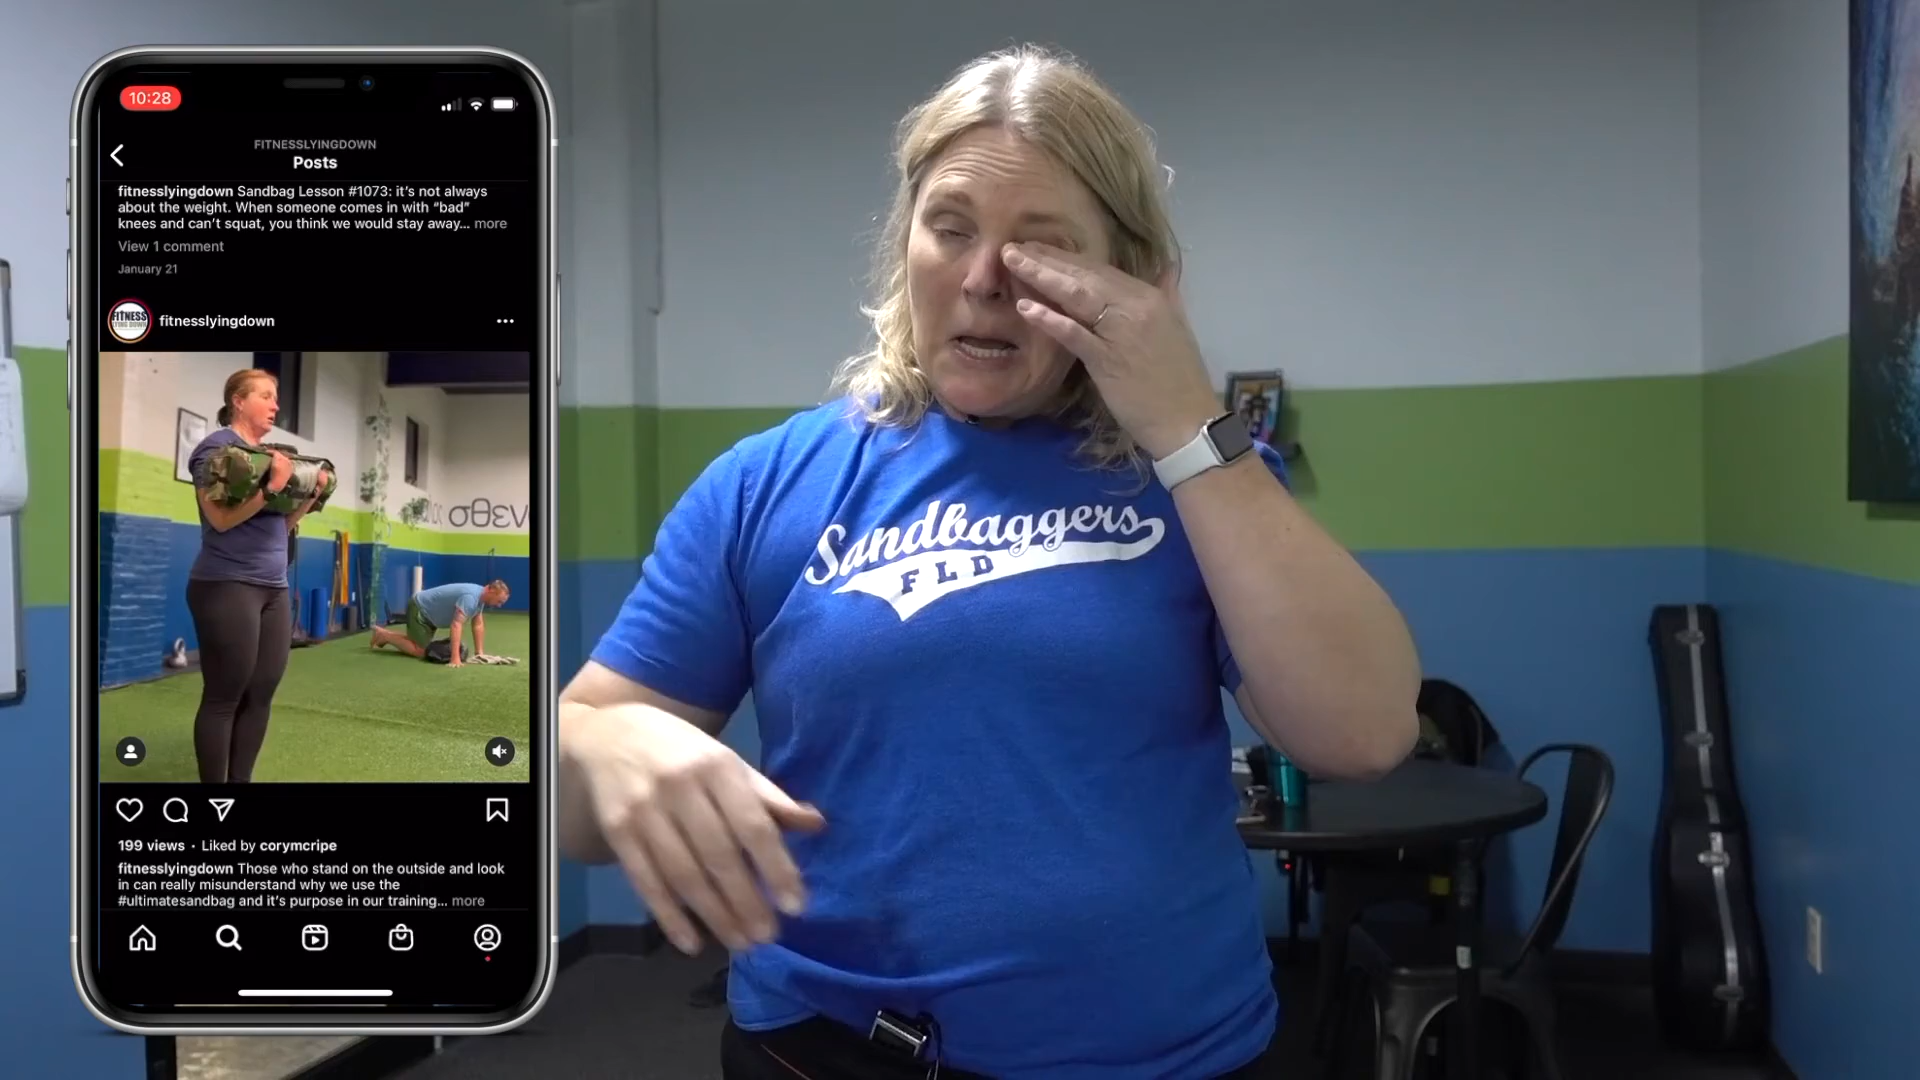 10:28
FITNESSLYINGDOWN
Posts
fitnesslyingdown Sandbag Lesson #1073: it’s not always
about the weight. When someone comes in with “bad”
knees and can’t squat, you think we would stay away... more
View 1 comment
January 21
FITNESS
LYING DOWN
fitnesslyingdown
σθεν
199 views · Liked by corymcripe
fitnesslyingdown Those who stand on the outside and look
in can really misunderstand why we use the
#ultimatesandbag and it’s purpose in our training... more
Sandbaggers
FLD